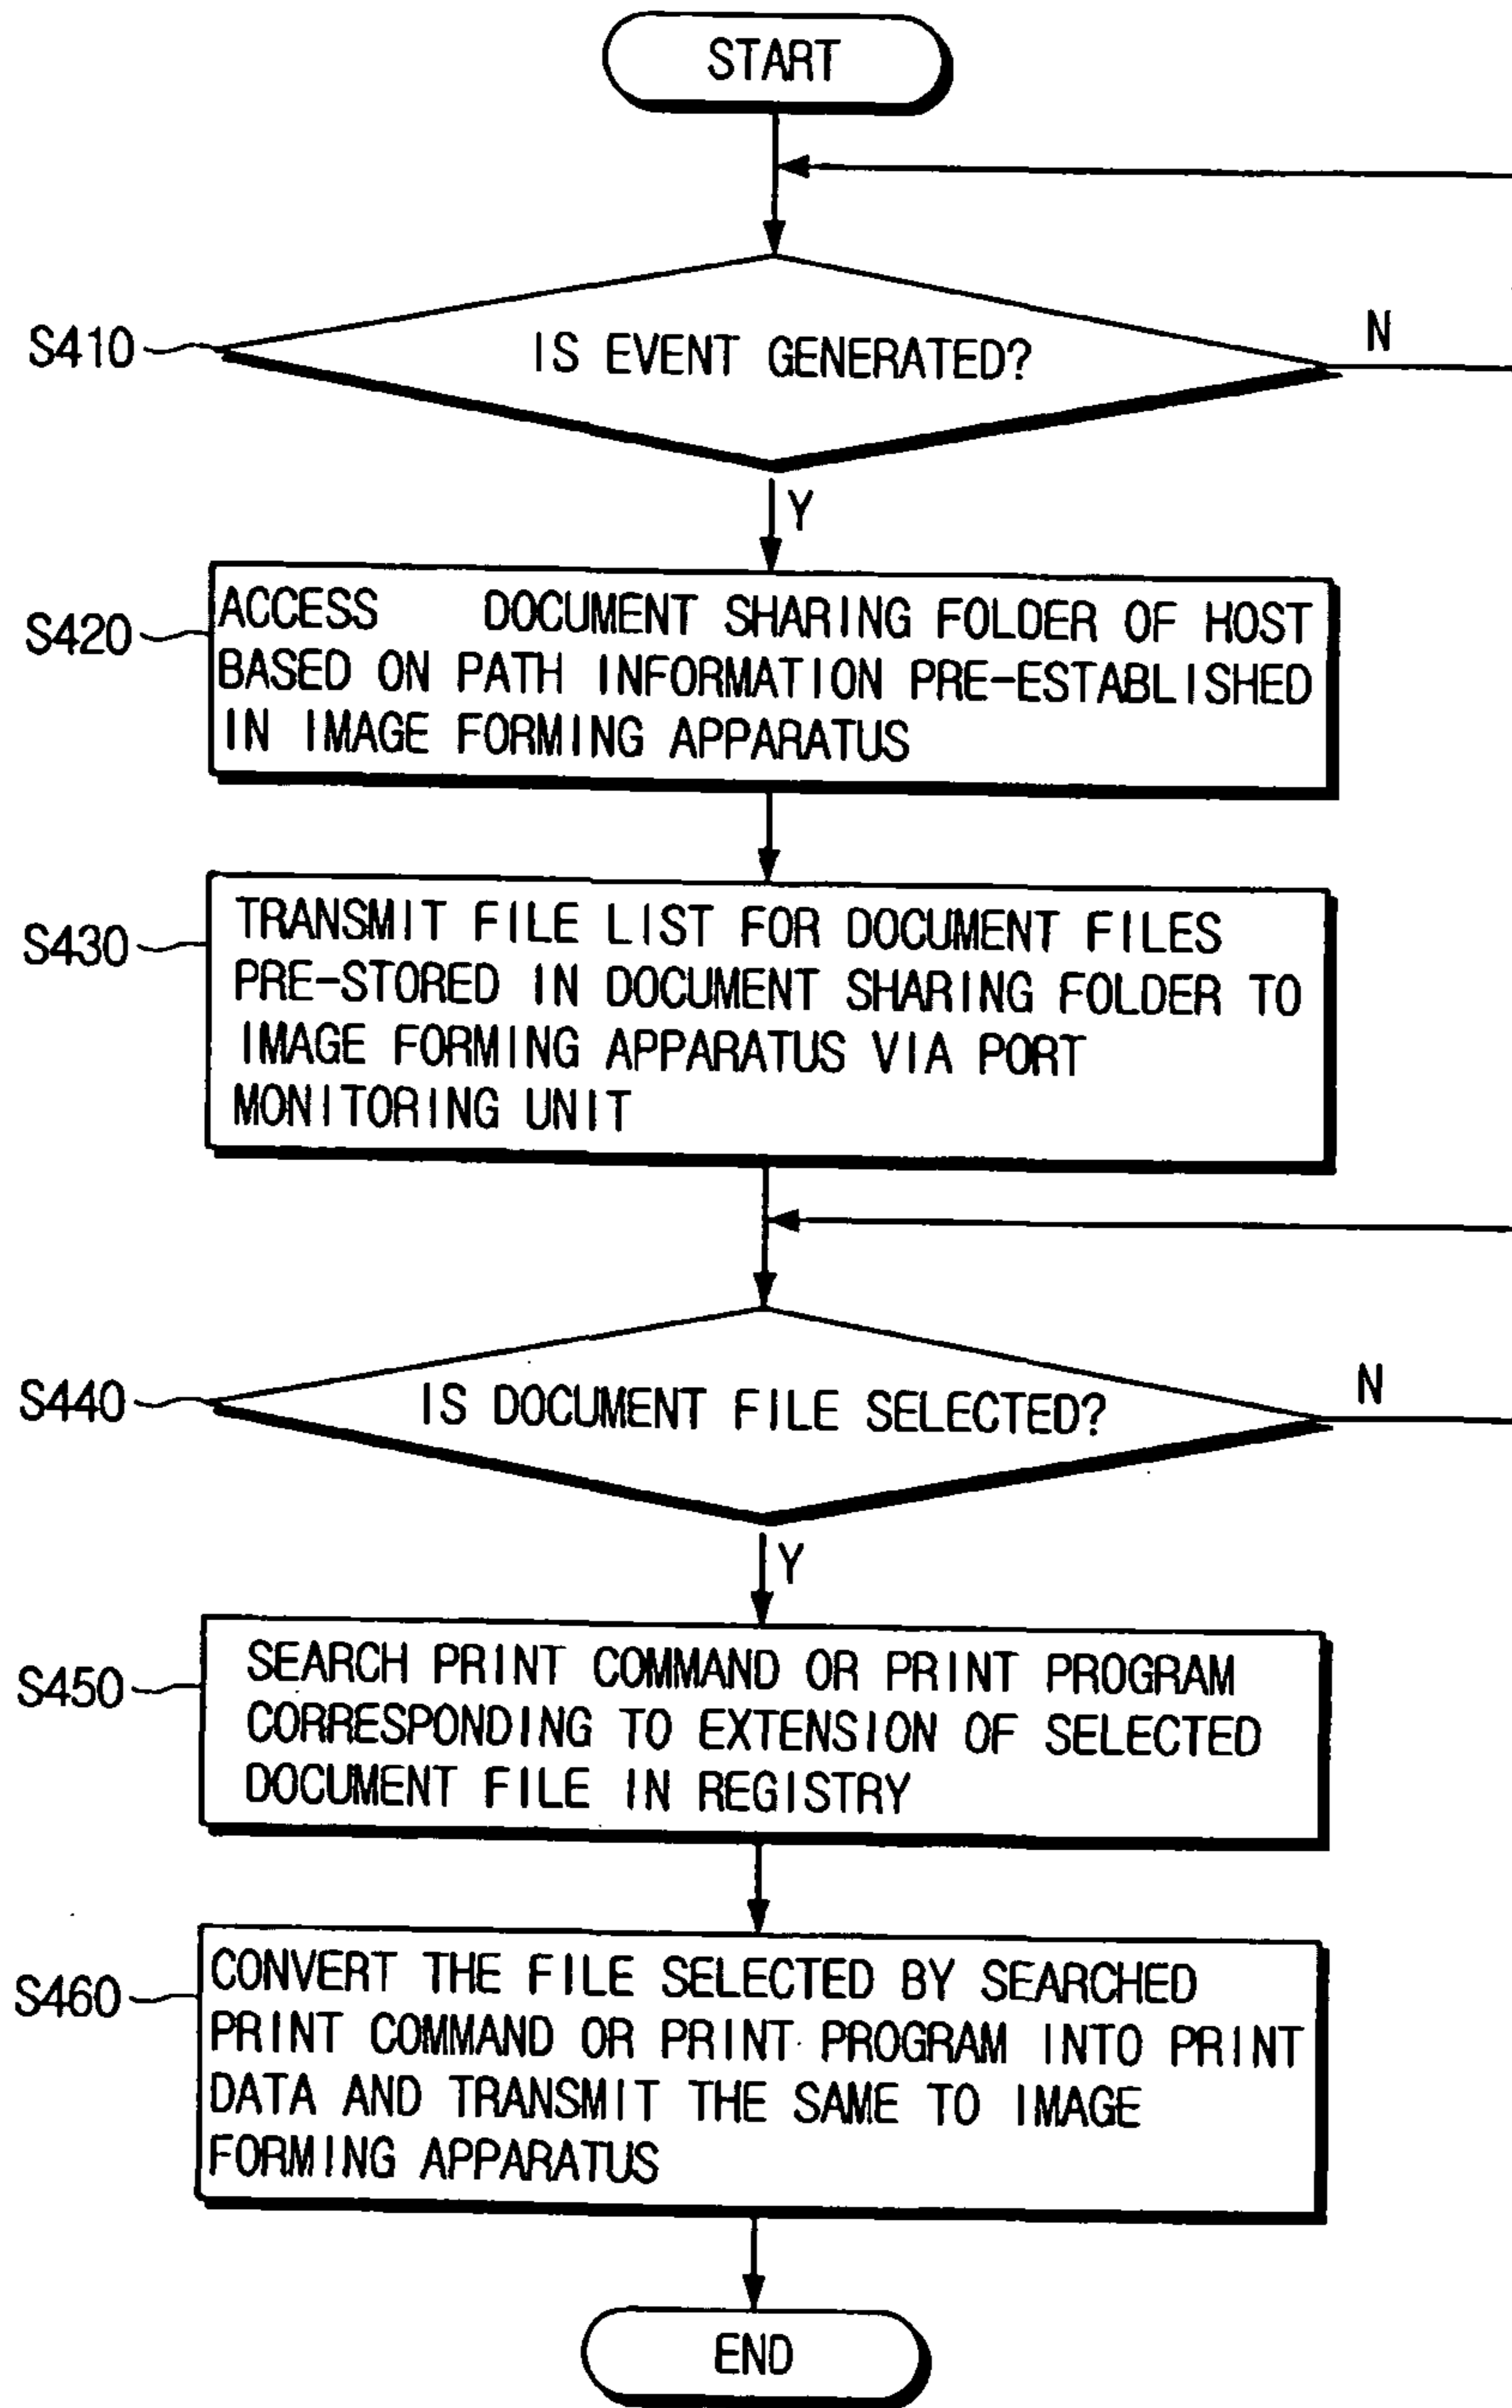 START
S410
IS EVENT GENERATED?
N
Y
S420
ACCESS DOCUMENT SHARING FOLDER OF HOST
BASED ON PATH INFORMATION PRE-ESTABLISHED
IN IMAGE FORMING APPARATUS
S430
TRANSMIT FILE LIST FOR DOCUMENT FILES
PRE-STORED IN DOCUMENT SHARING FOLDER TO
IMAGE FORMING APPARATUS VIA PORT
MONITORING UNIT
S440
IS DOCUMENT FILE SELECTED?
N
Y
S450
SEARCH PRINT COMMAND OR PRINT PROGRAM
CORRESPONDING TO EXTENSION OF SELECTED
DOCUMENT FILE IN REGISTRY
S460
CONVERT THE FILE SELECTED BY SEARCHED
PRINT COMMAND OR PRINT PROGRAM INTO PRINT
DATA AND TRANSMIT THE SAME TO IMAGE
FORMING APPARATUS
END